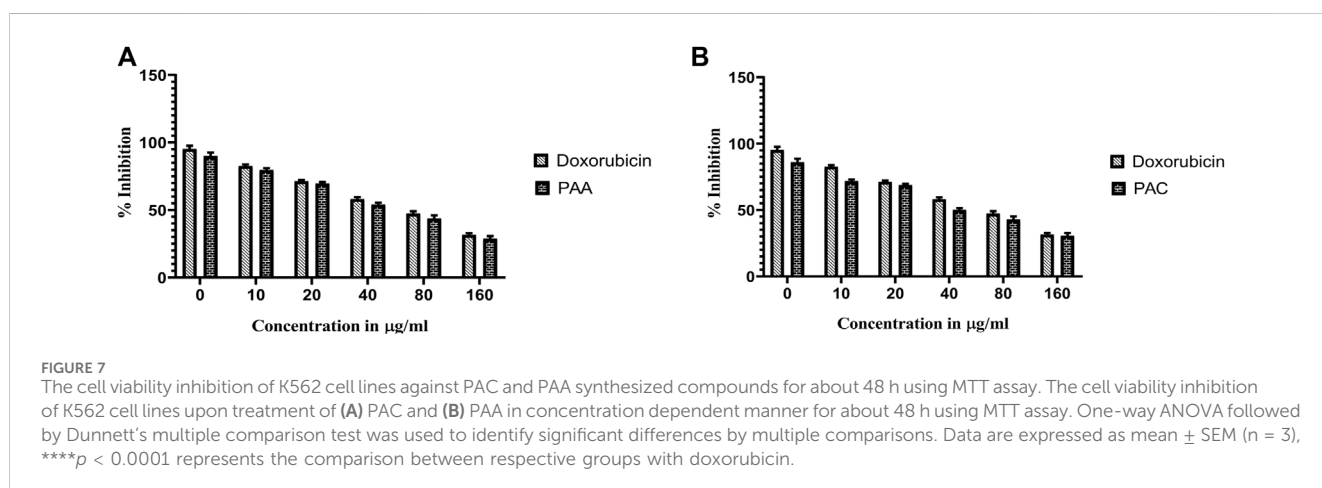 A
B
150
100
50
0
% Inhibition
0 10 20 40 80 160
Concentration in µg/ml
Doxorubicin
PAA
150
100
50
0
% Inhibition
0 10 20 40 80 160
Concentration in µg/ml
Doxorubicin
PAC
FIGURE 7
The cell viability inhibition of K562 cell lines against PAC and PAA synthesized compounds for about 48 h using MTT assay. The cell viability inhibition
of K562 cell lines upon treatment of (A) PAC and (B) PAA in concentration dependent manner for about 48 h using MTT assay. One-way ANOVA followed
by Dunnett's multiple comparison test was used to identify significant differences by multiple comparisons. Data are expressed as mean ± SEM (n = 3),
****p < 0.0001 represents the comparison between respective groups with doxorubicin.